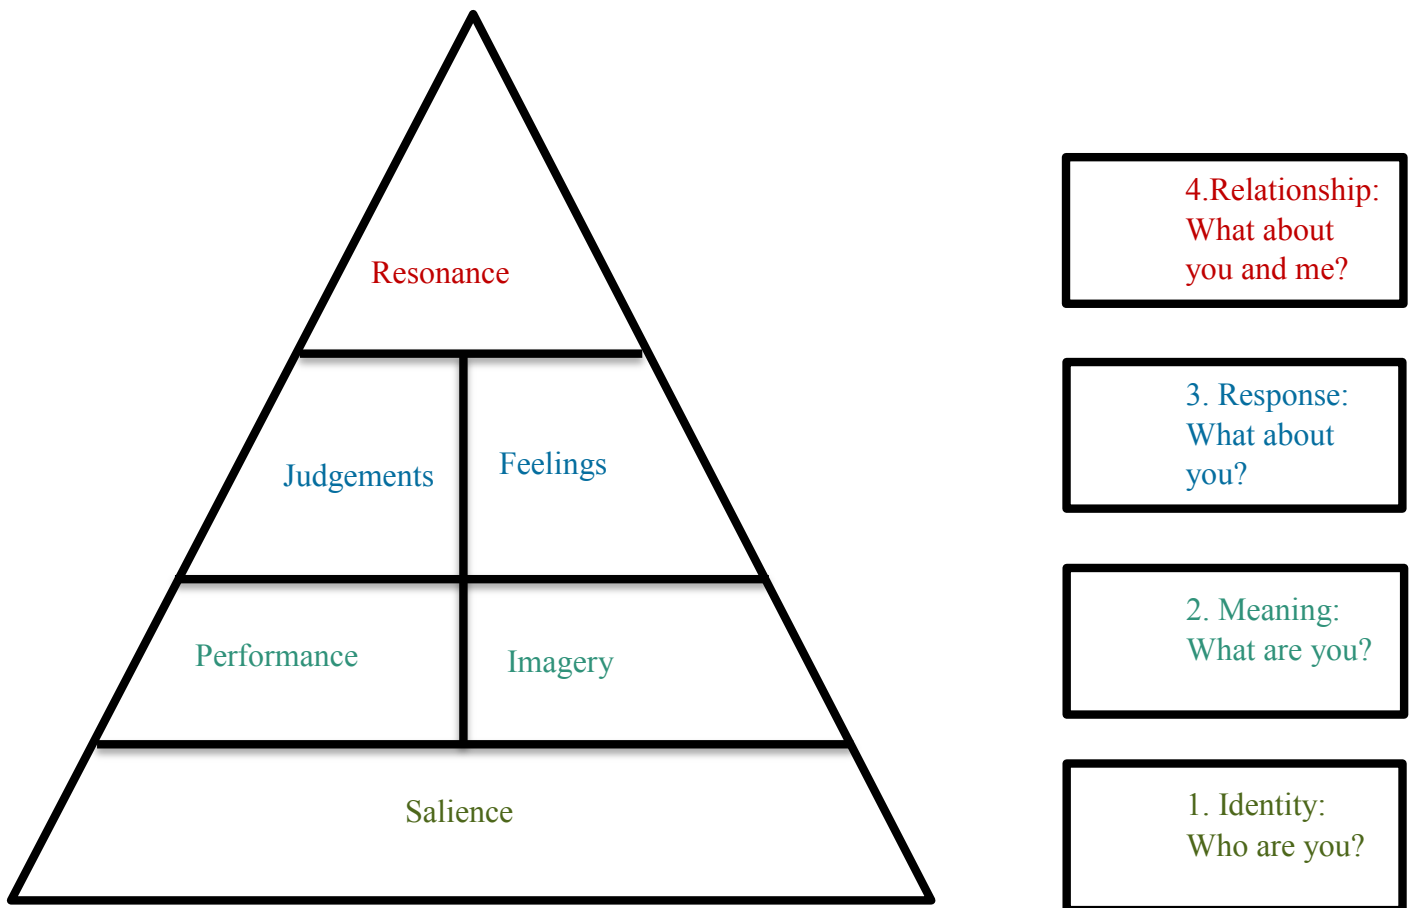 Resonance
Judgements
Feelings
Performance
Imagery
Salience
4.Relationship:
What about
you and me?
3. Response:
What about
you?
2. Meaning:
What are you?
1. Identity:
Who are you?